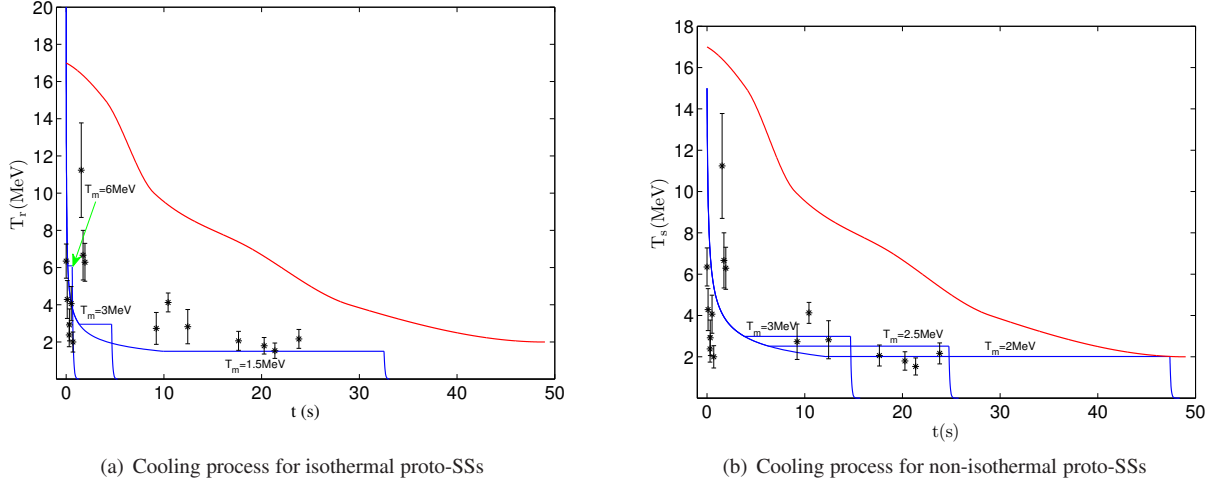 20
18
16
14
12
10
8
6
4
2
T_r (MeV)
T_m=6MeV
T_m=3MeV
T_m=1.5MeV
0 10 20 30 40 50
t (s)
(a) Cooling process for isothermal proto-SSs
18
16
14
12
10
8
6
4
2
T_s (MeV)
T_m=3MeV
T_m=2.5MeV
T_m=2MeV
0 10 20 30 40 50
t(s)
(b) Cooling process for non-isothermal proto-SSs